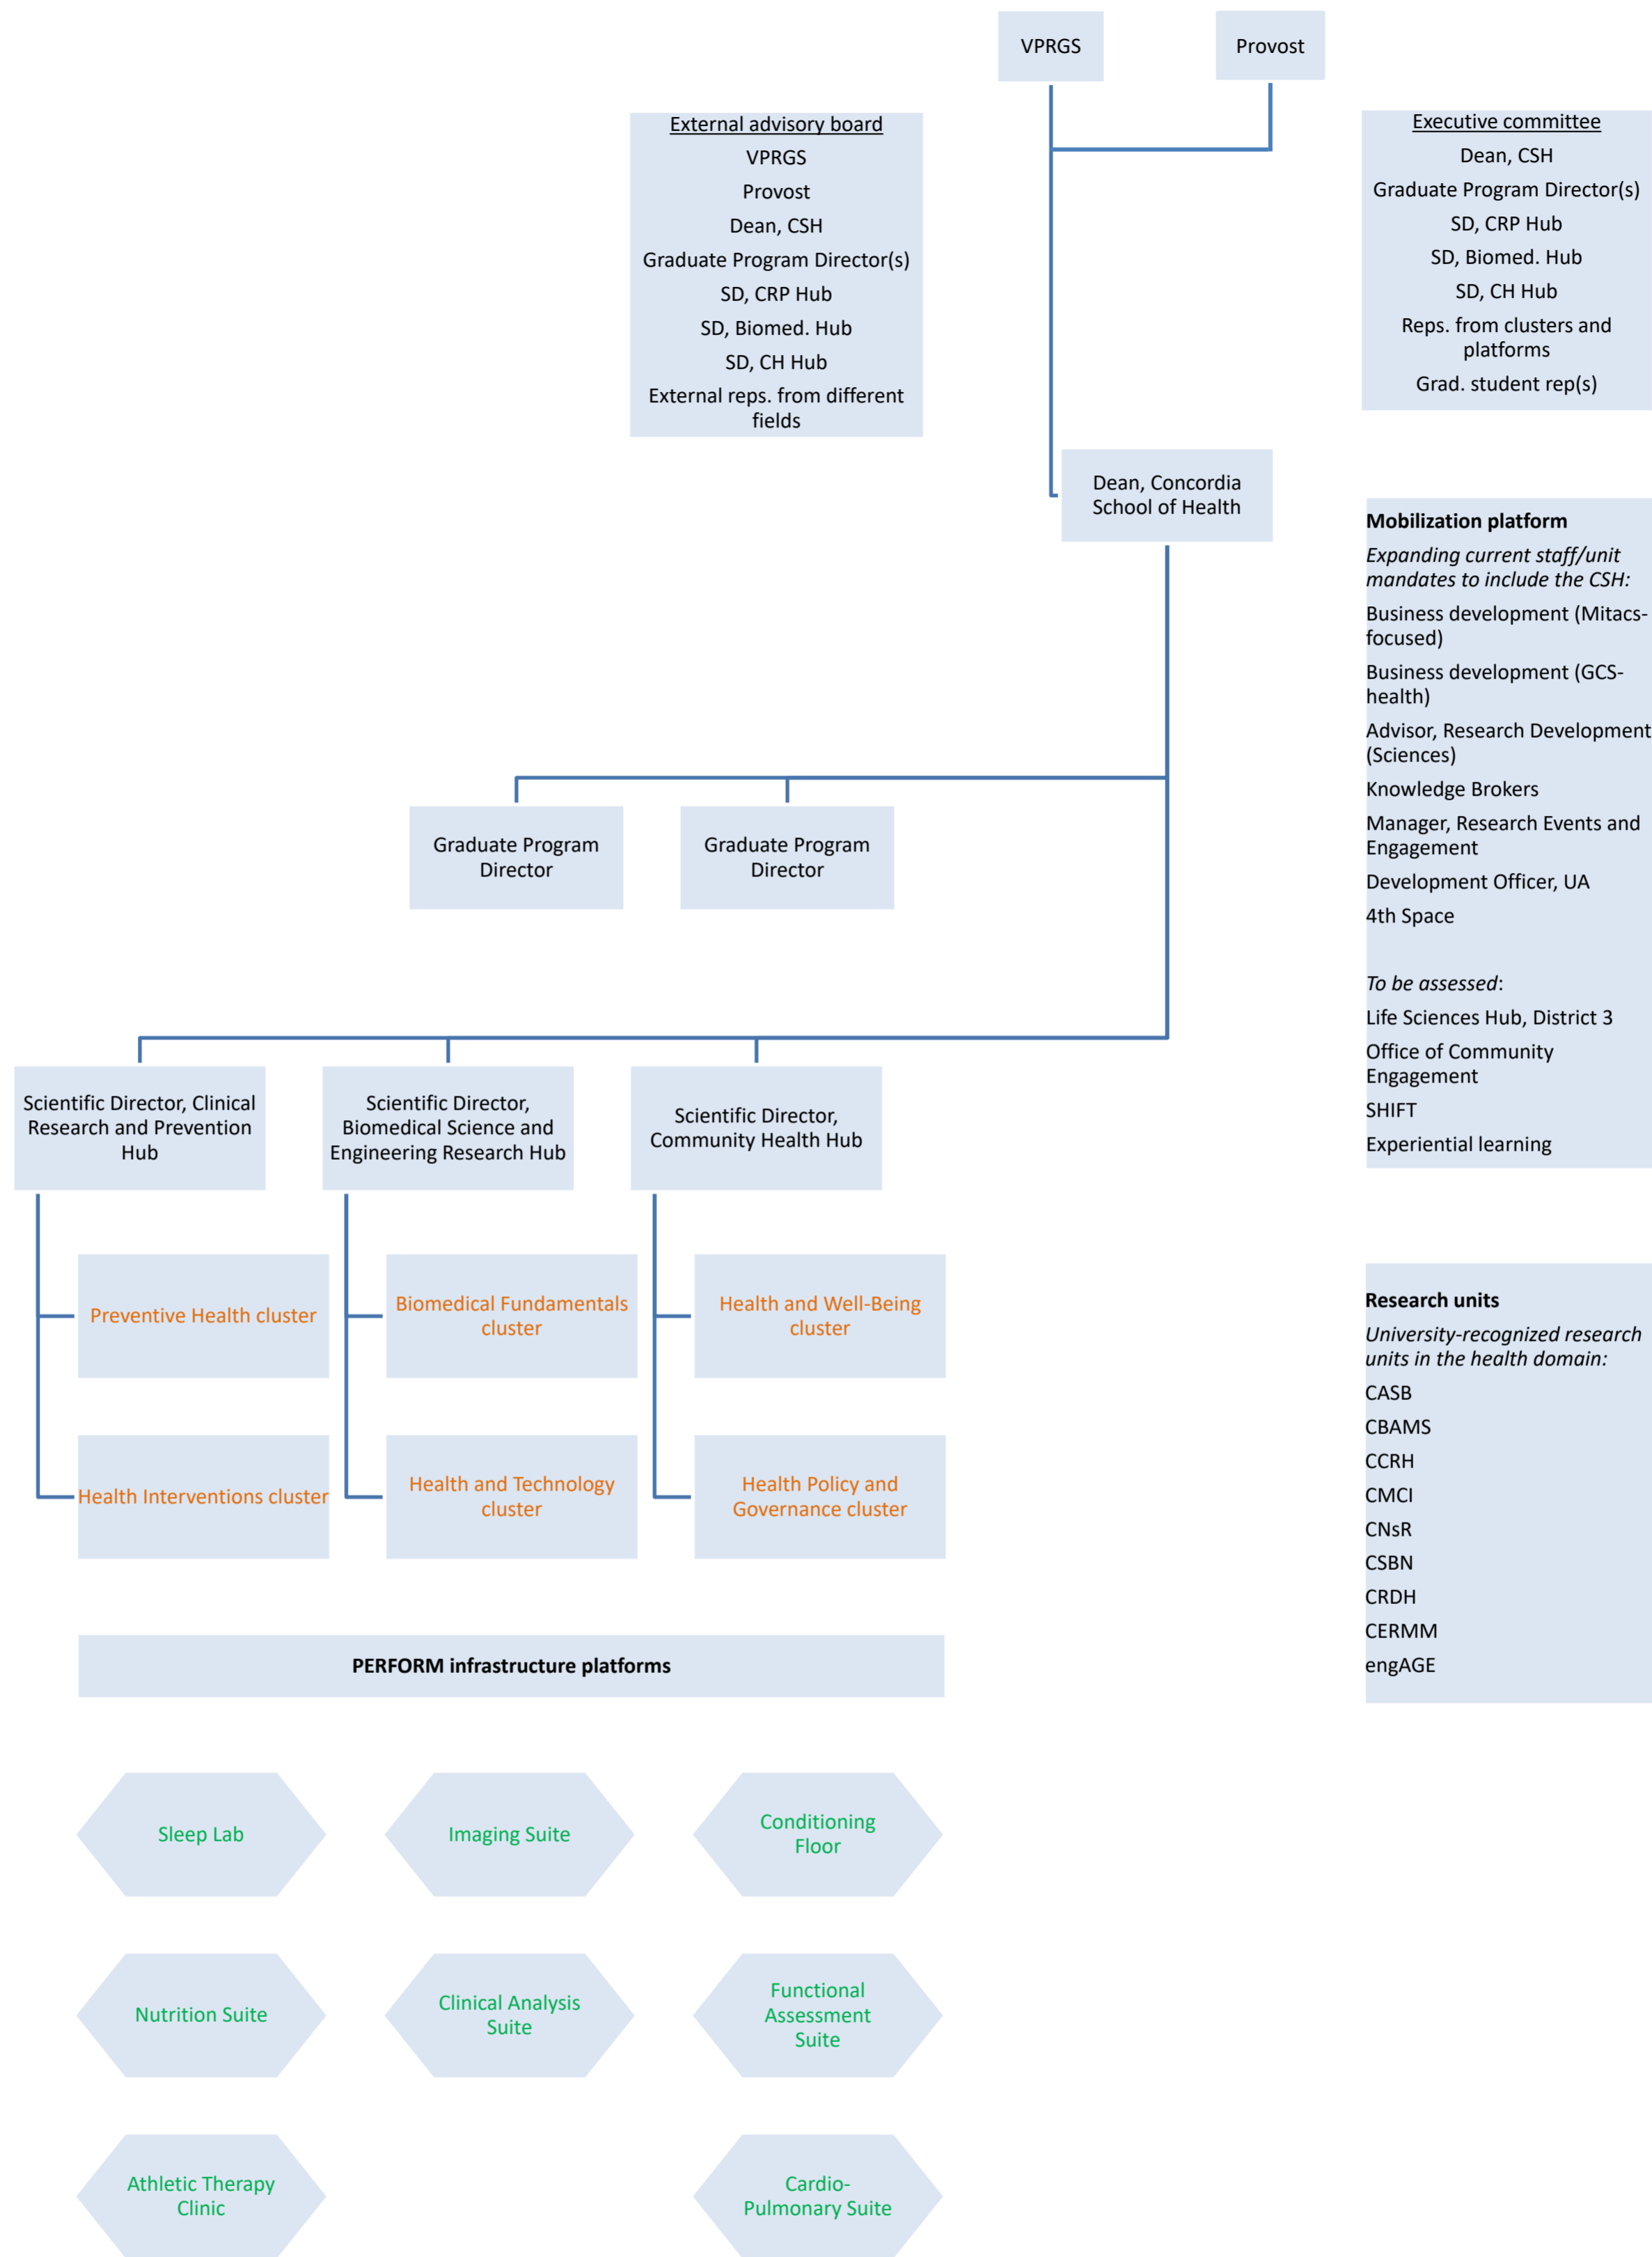 VPRGS
Provost
External advisory board
VPRGS
Provost
Dean, CSH
Graduate Program Director(s)
SD, CRP Hub
SD, Biomed. Hub
SD, CH Hub
External reps. from different
fields
Executive committee
Dean, CSH
Graduate Program Director(s)
SD, CRP Hub
SD, Biomed. Hub
SD, CH Hub
Reps. from clusters and
platforms
Grad. student rep(s)
Dean, Concordia
School of Health
Mobilization platform
Expanding current staff/unit
mandates to include the CSH:
Business development (Mitacs-
focused)
Business development (GCS-
health)
Advisor, Research Development
(Sciences)
Knowledge Brokers
Manager, Research Events and
Engagement
Development Officer, UA
4th Space
To be assessed:
Life Sciences Hub, District 3
Office of Community
Engagement
SHIFT
Experiential learning
Graduate Program
Director
Graduate Program
Director
Scientific Director, Clinical
Research and Prevention
Hub
Scientific Director,
Biomedical Science and
Engineering Research Hub
Scientific Director,
Community Health Hub
Preventive Health cluster
Biomedical Fundamentals
cluster
Health and Well-Being
cluster
Health Interventions cluster
Health and Technology
cluster
Health Policy and
Governance cluster
Research units
University-recognized research
units in the health domain:
CASB
CBAMS
CCRH
CMCI
CNsR
CSBN
CRDH
CERMM
engAGE
PERFORM infrastructure platforms
Sleep Lab
Imaging Suite
Conditioning
Floor
Nutrition Suite
Clinical Analysis
Suite
Functional
Assessment
Suite
Athletic Therapy
Clinic
Cardio-
Pulmonary Suite